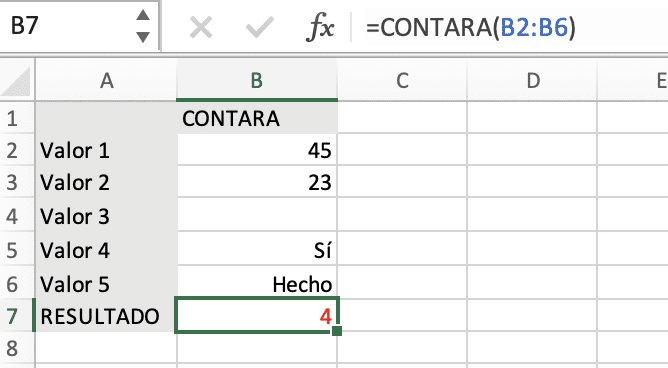 B7 fx =CONTARA(B2:B6)
A B C D E
1 CONTARA
2 Valor 1 45
3 Valor 2 23
4 Valor 3
5 Valor 4 Sí
6 Valor 5 Hecho
7 RESULTADO 4
8